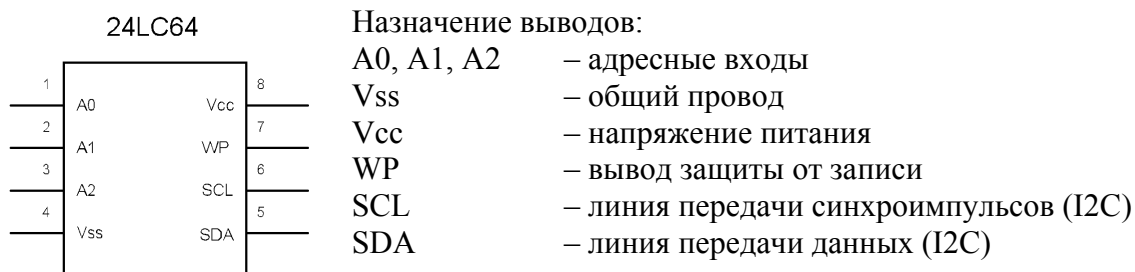 24LC64
1 A0 Vcc 8
2 A1 WP 7
3 A2 SCL 6
4 Vss SDA 5
Назначение выводов:
A0, A1, A2 – адресные входы
Vss – общий провод
Vcc – напряжение питания
WP – вывод защиты от записи
SCL – линия передачи синхроимпульсов (I2C)
SDA – линия передачи данных (I2C)